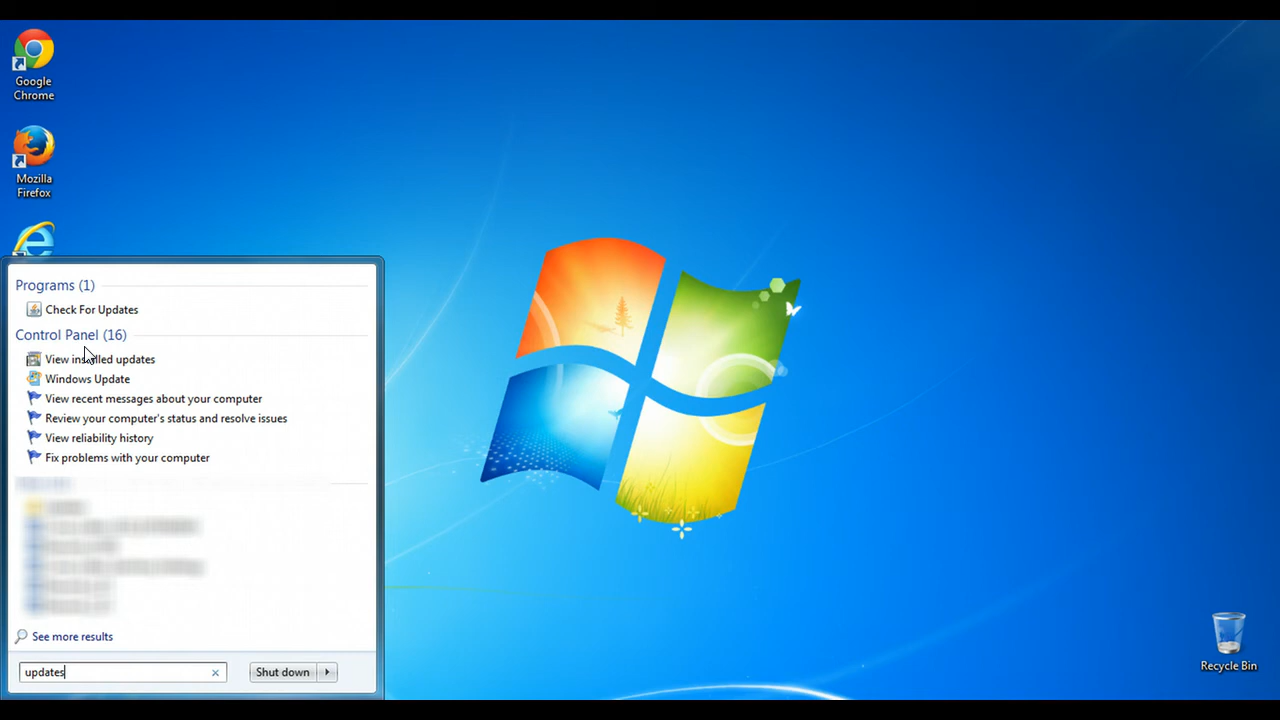 Google
Chrome
Mozilla
Firefox
Programs (1)
Check For Updates
Control Panel (16)
View installed updates
Windows Update
View recent messages about your computer
Review your computer's status and resolve issues
View reliability history
Fix problems with your computer
See more results
updates
Shut down
Recycle Bin